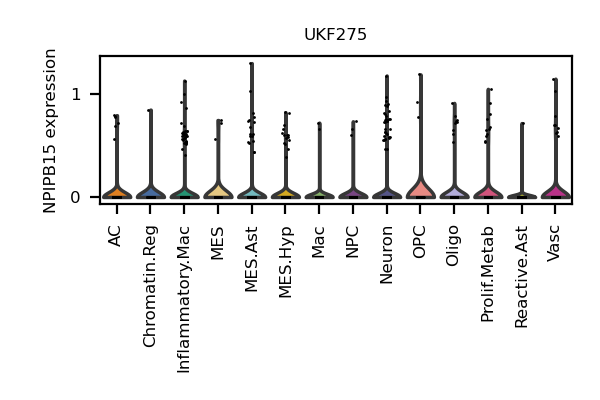 UKF275
NPIPB15 expression
1
0
AC
Chromatin.Reg
Inflammatory.Mac
MES
MES.Ast
MES.Hyp
Mac
NPC
Neuron
OPC
Oligo
Prolif.Metab
Reactive.Ast
Vasc